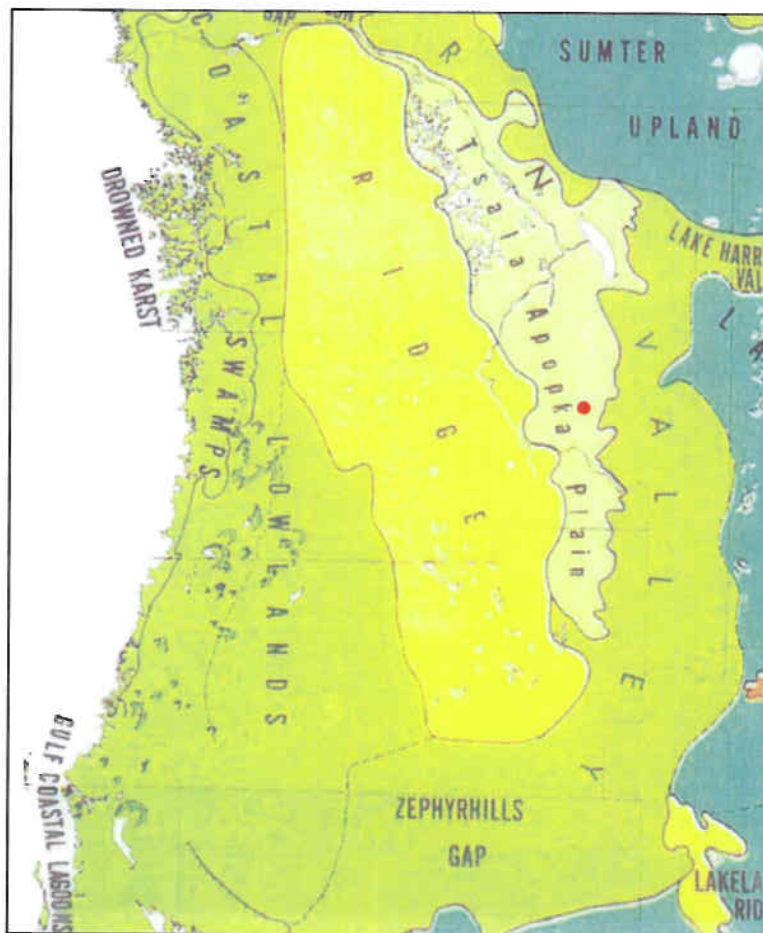 GAP
SUMTER
UPLAND
COASTAL
SWAMPS
LOWLANDS
DROWNED KARST
RIDGE
Tsala
Apopka
Plain
R N
VALLEY
LAKE HARR
VAL
L A
ZEPHYRHILLS
GAP
GULF COASTAL LAGOONS
LAKELA
RID